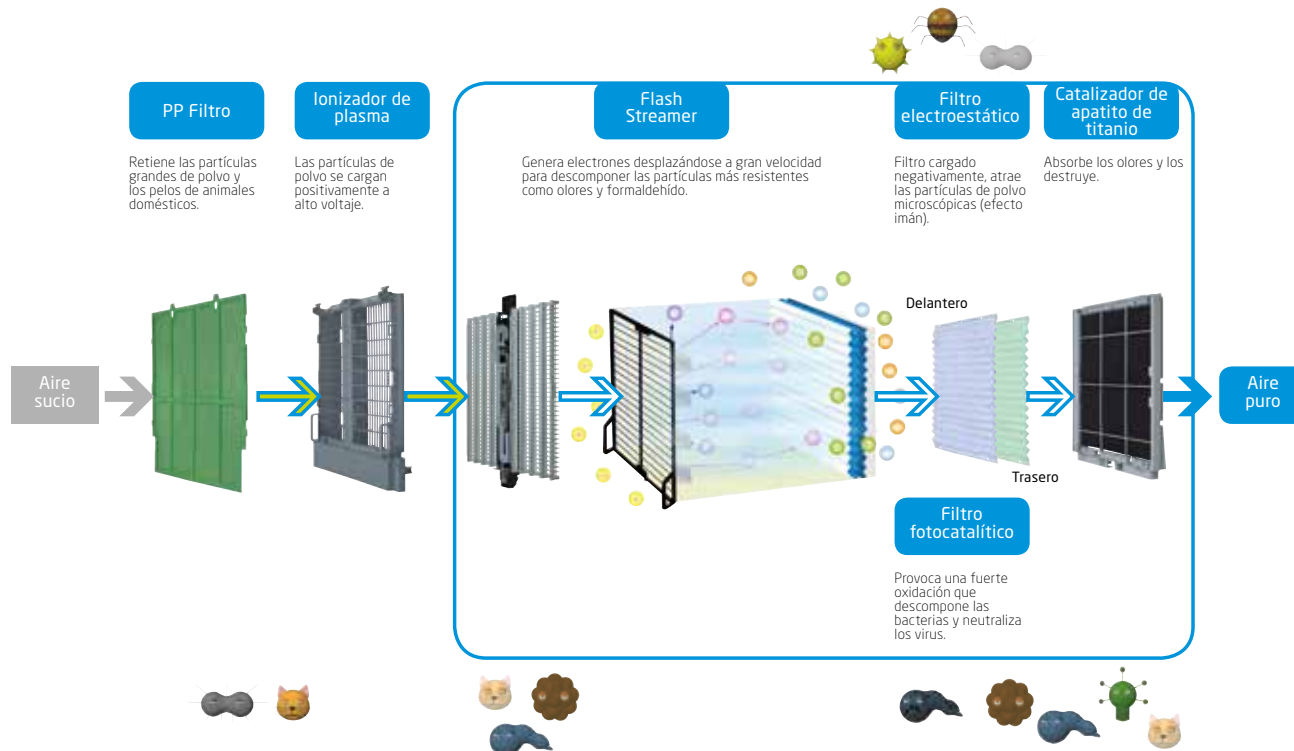 PP Filtro
Retiene las partículas
grandes de polvo y
los pelos de animales
domésticos.
Ionizador de
plasma
Las partículas de
polvo se cargan
positivamente a
alto voltaje.
Flash
Streamer
Genera electrones desplazándose a gran velocidad
para descomponer las partículas más resistentes
como olores y formaldehído.
Filtro
electroestático
Filtro cargado
negativamente, atrae
las partículas de polvo
microscópicas (efecto
imán).
Catalizador de
apatito de
titanio
Absorbe los olores y los
destruye.
Aire
sucio
Delantero
Trasero
Aire
puro
Filtro
fotocatalítico
Provoca una fuerte
oxidación que
descompone las
bacterias y neutraliza
los virus.